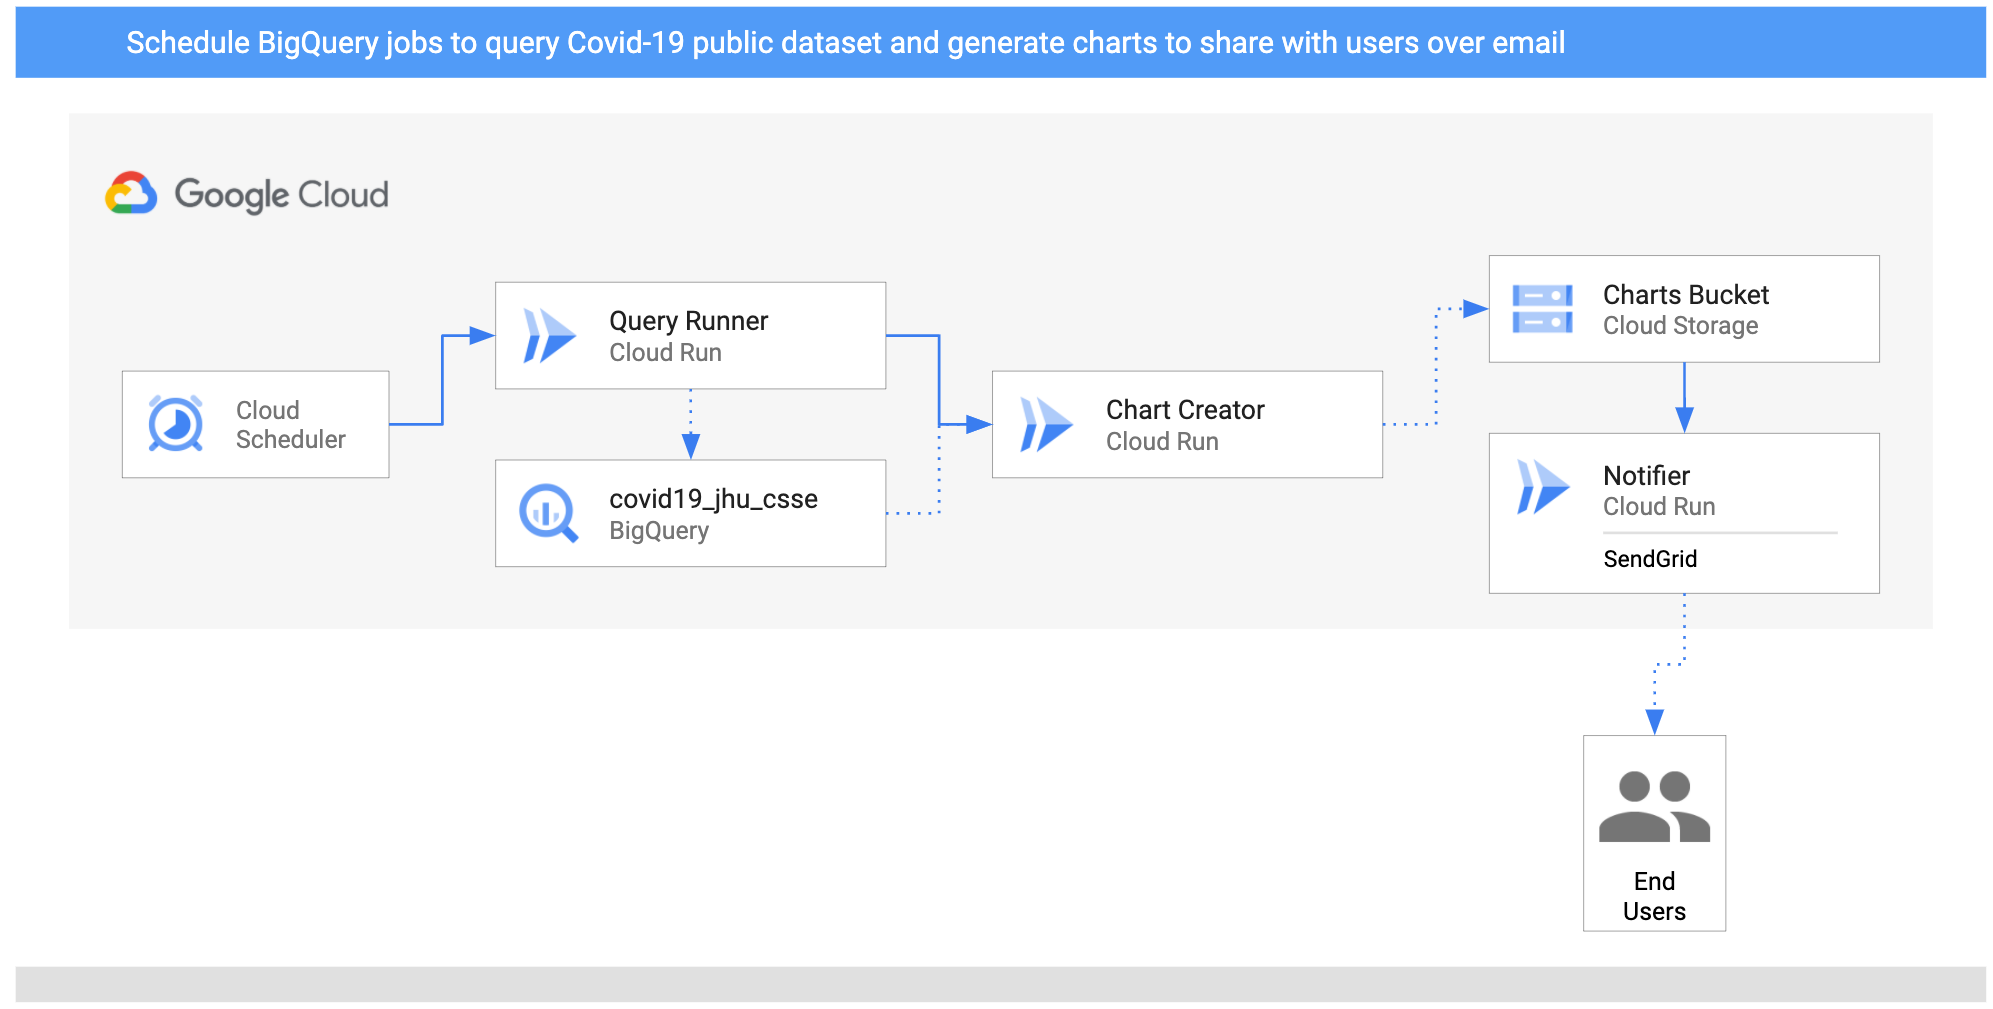 Schedule BigQuery jobs to query Covid-19 public dataset and generate charts to share with users over email
Google Cloud
Cloud
Scheduler
Query Runner
Cloud Run
covid19_jhu_csse
BigQuery
Chart Creator
Cloud Run
Charts Bucket
Cloud Storage
Notifier
Cloud Run
SendGrid
End
Users